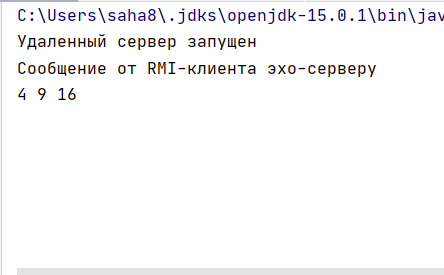 C:\Users\saha8\.jdks\openjdk-15.0.1\bin\jav
Удаленный сервер запущен
Сообщение от RMI-клиента эхо-серверу
4 9 16